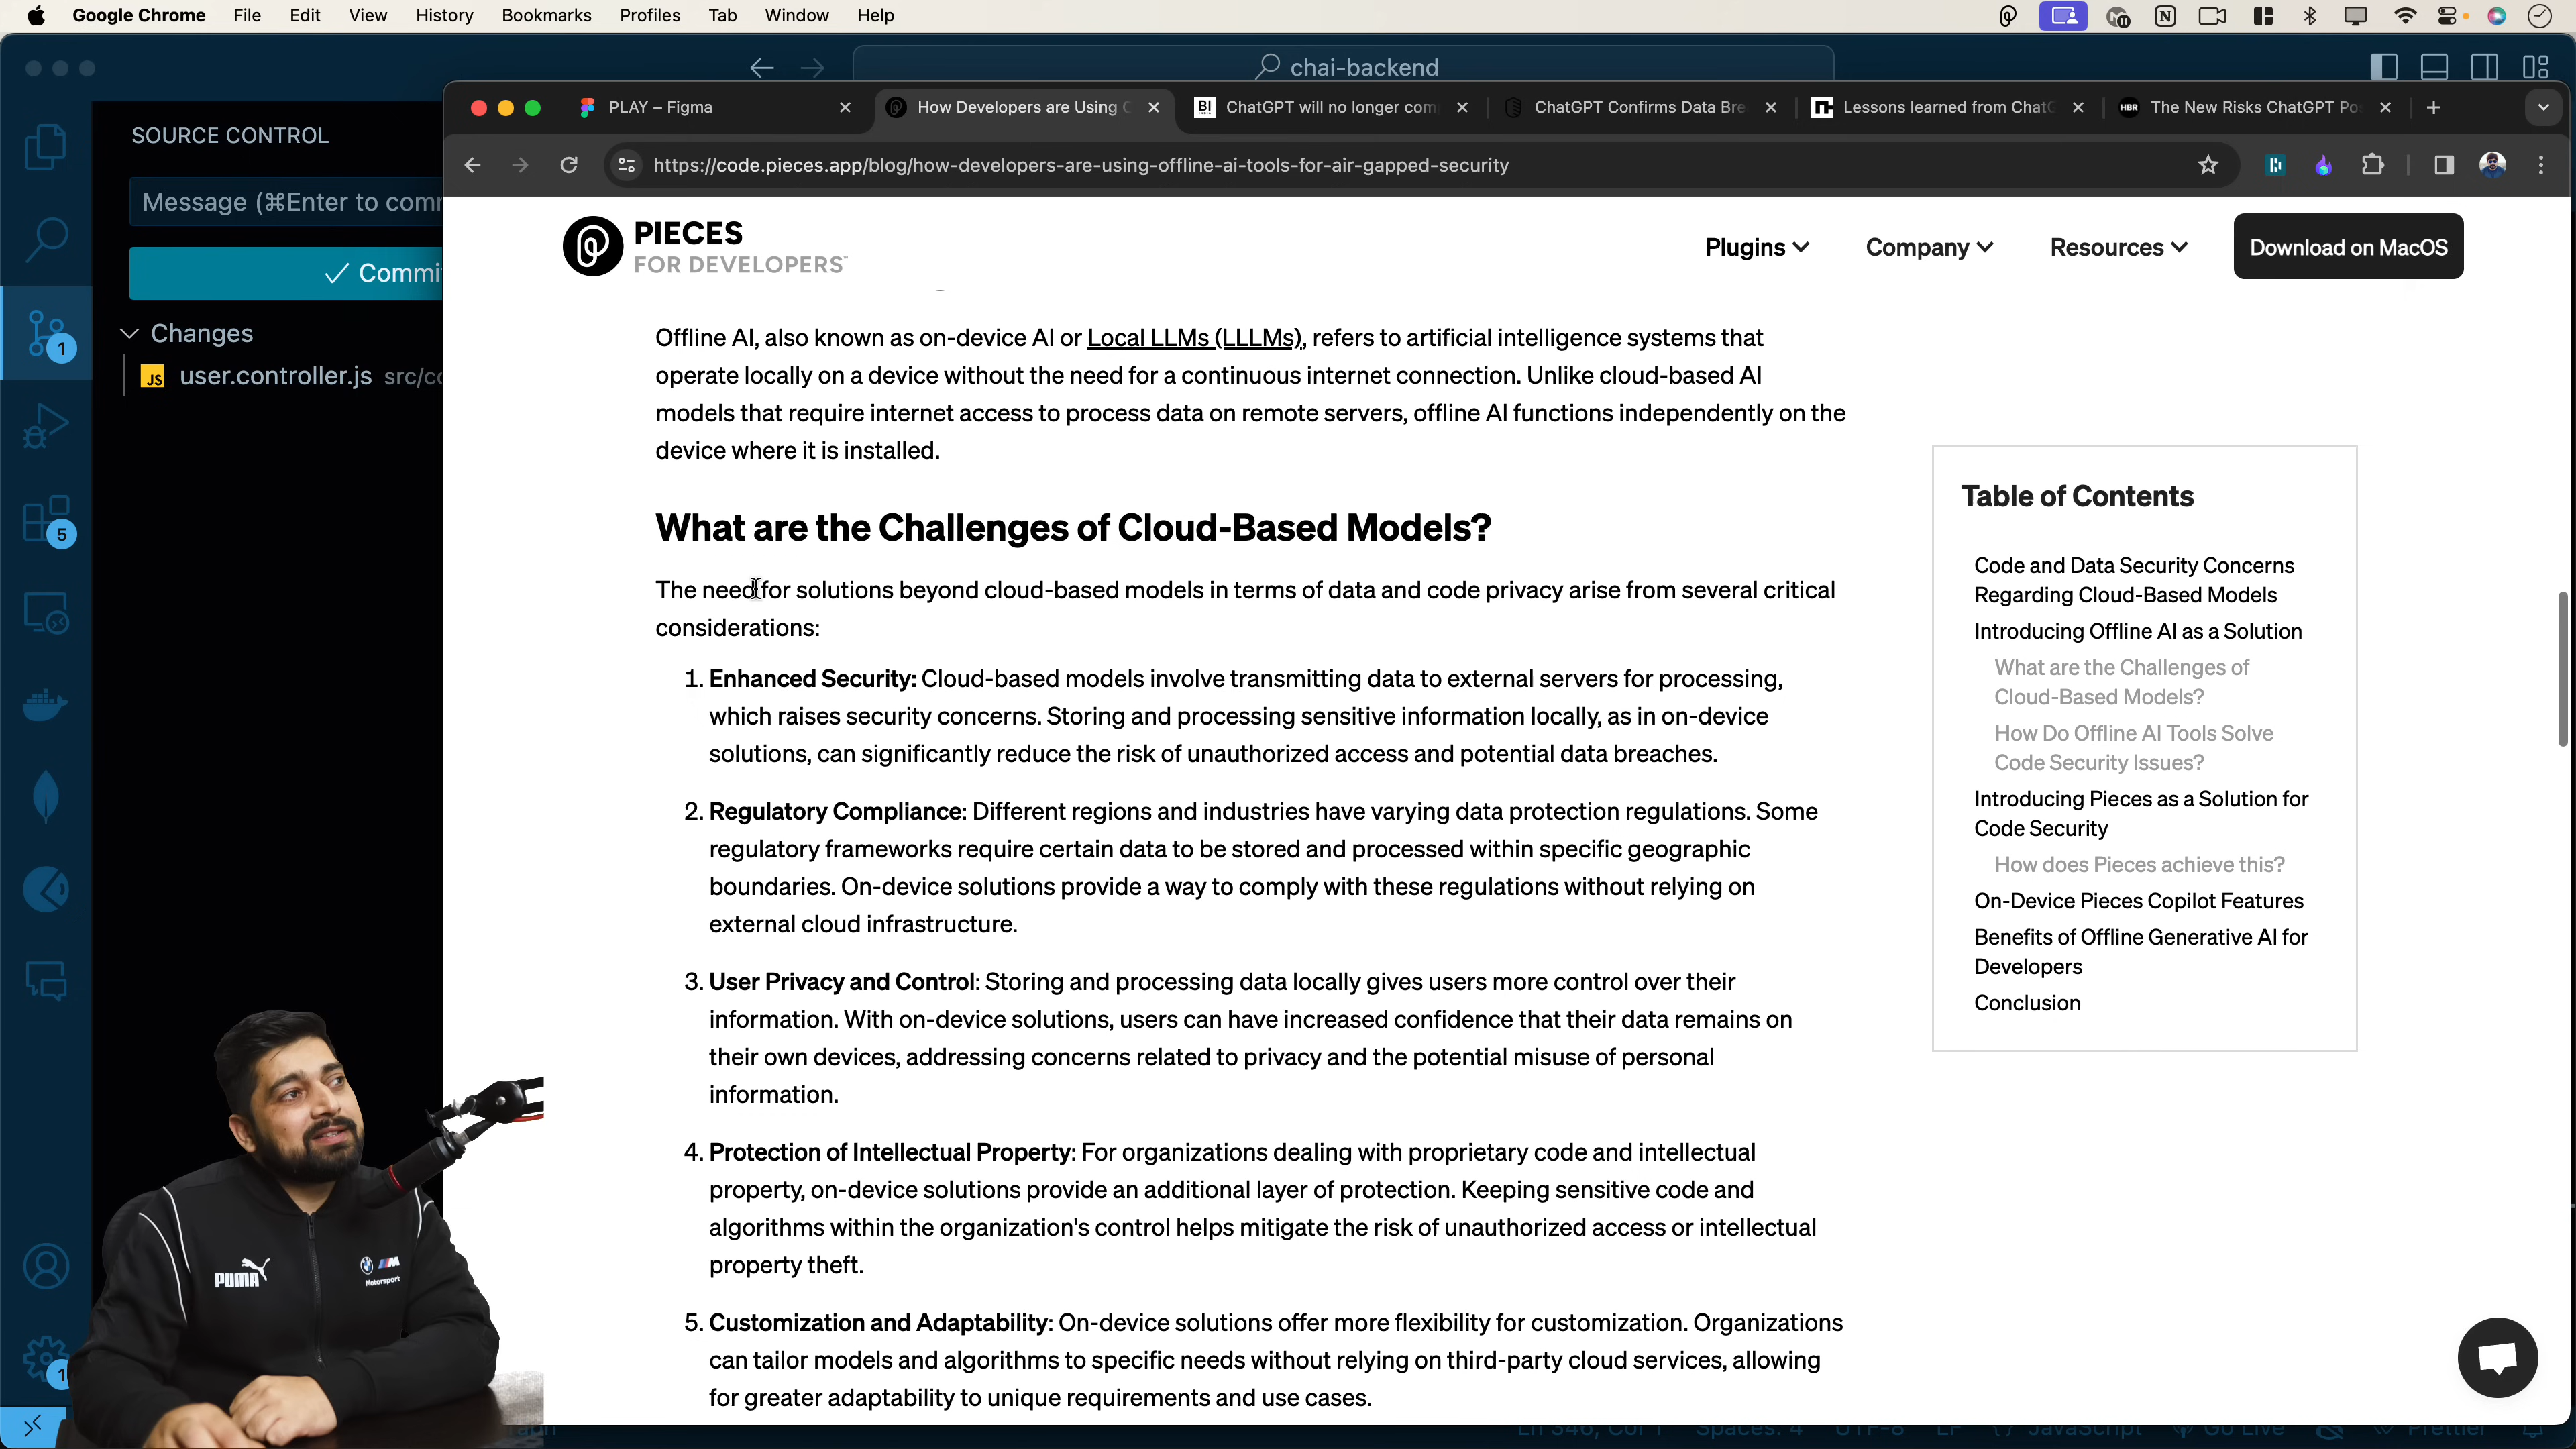 Google Chrome File Edit View History Bookmarks Profiles Tab Window Help
chai-backend
SOURCE CONTROL
Message (⌘Enter to com
Commi
Changes
JS user.controller.js src/co
1
5
1
PLAY – Figma
How Developers are Using
BI ChatGPT will no longer com
ChatGPT Confirms Data Bre
Lessons learned from Chat
HBR The New Risks ChatGPT Po
https://code.pieces.app/blog/how-developers-are-using-offline-ai-tools-for-air-gapped-security
PIECES
FOR DEVELOPERS
Plugins Company Resources Download on MacOS
Offline AI, also known as on-device AI or Local LLMs (LLLMs), refers to artificial intelligence systems that
operate locally on a device without the need for a continuous internet connection. Unlike cloud-based AI
models that require internet access to process data on remote servers, offline AI functions independently on the
device where it is installed.
What are the Challenges of Cloud-Based Models?
The need for solutions beyond cloud-based models in terms of data and code privacy arise from several critical
considerations:
1. Enhanced Security: Cloud-based models involve transmitting data to external servers for processing,
which raises security concerns. Storing and processing sensitive information locally, as in on-device
solutions, can significantly reduce the risk of unauthorized access and potential data breaches.
2. Regulatory Compliance: Different regions and industries have varying data protection regulations. Some
regulatory frameworks require certain data to be stored and processed within specific geographic
boundaries. On-device solutions provide a way to comply with these regulations without relying on
external cloud infrastructure.
3. User Privacy and Control: Storing and processing data locally gives users more control over their
information. With on-device solutions, users can have increased confidence that their data remains on
their own devices, addressing concerns related to privacy and the potential misuse of personal
information.
4. Protection of Intellectual Property: For organizations dealing with proprietary code and intellectual
property, on-device solutions provide an additional layer of protection. Keeping sensitive code and
algorithms within the organization's control helps mitigate the risk of unauthorized access or intellectual
property theft.
5. Customization and Adaptability: On-device solutions offer more flexibility for customization. Organizations
can tailor models and algorithms to specific needs without relying on third-party cloud services, allowing
for greater adaptability to unique requirements and use cases.
Table of Contents
Code and Data Security Concerns
Regarding Cloud-Based Models
Introducing Offline AI as a Solution
What are the Challenges of
Cloud-Based Models?
How Do Offline AI Tools Solve
Code Security Issues?
Introducing Pieces as a Solution for
Code Security
How does Pieces achieve this?
On-Device Pieces Copilot Features
Benefits of Offline Generative AI for
Developers
Conclusion
PUMA
M
Motorsport
Ln 346, Col 1 Spaces: 4 UTF-8 LF {} JavaScript Go Live Prettier